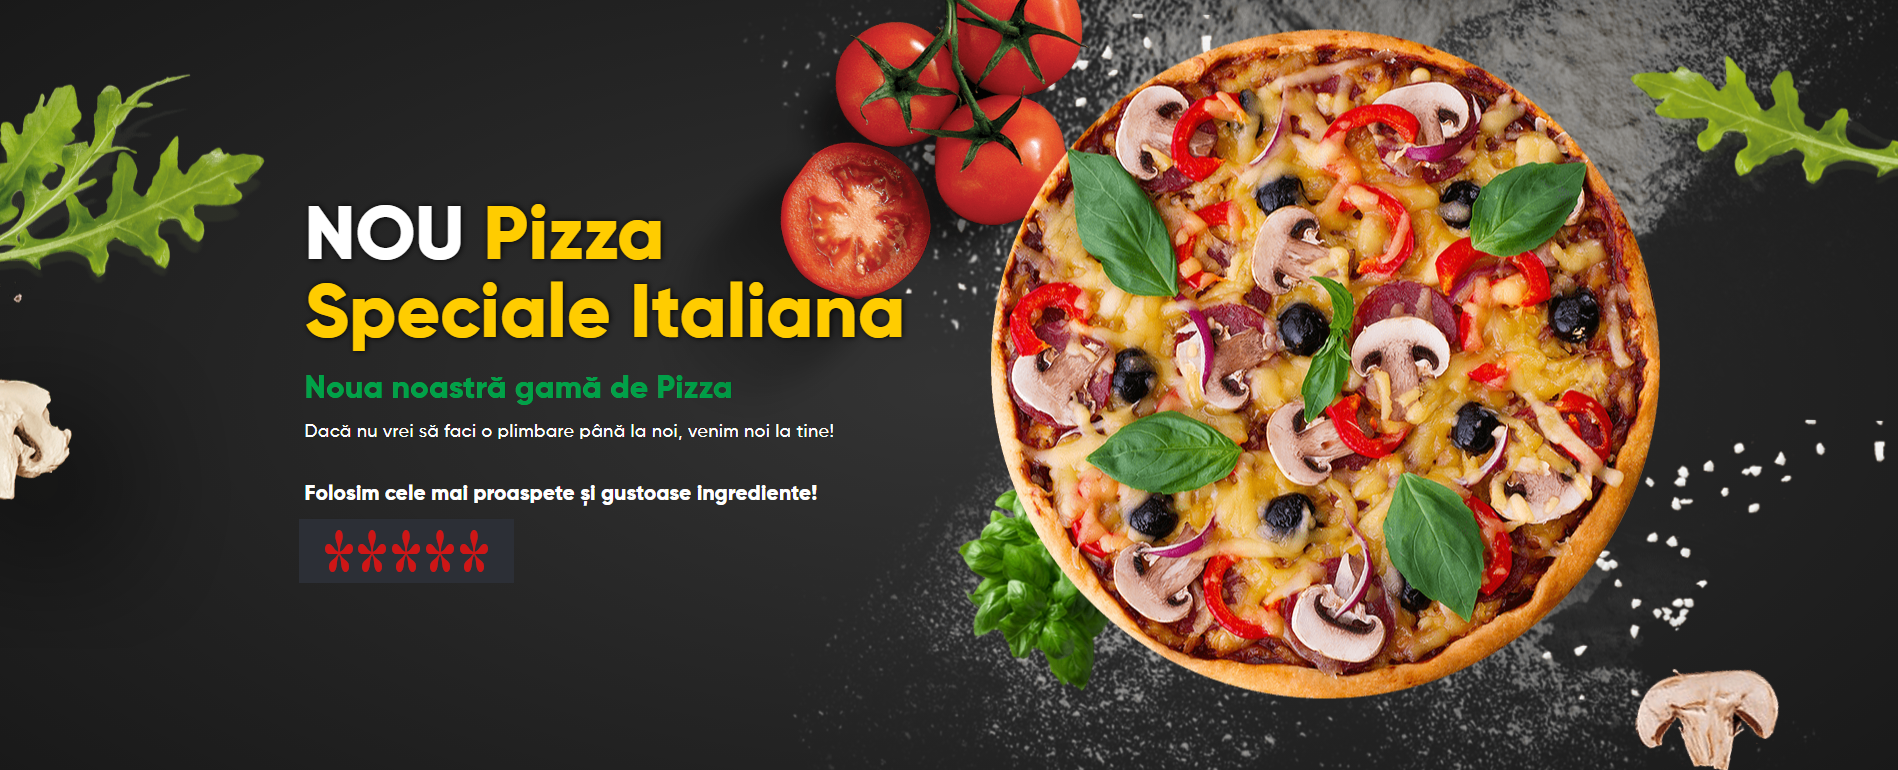 NOU Pizza
Speciale Italiana
Noua noastră gamă de Pizza
Dacă nu vrei să faci o plimbare până la noi, venim noi la tine!
Folosim cele mai proaspete și gustoase ingrediente!
*****